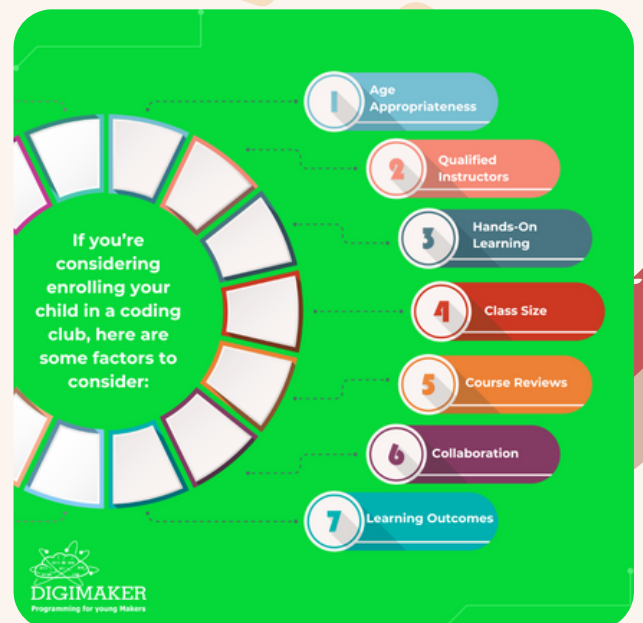 If you're
considering
enrolling your
child in a coding
club, here are
some factors to
consider:
1
Age
Appropriateness
2
Qualified
Instructors
3
Hands-On
Learning
4
Class Size
5
Course Reviews
6
Collaboration
7
Learning Outcomes
DIGIMAKER
Programming for young Makers